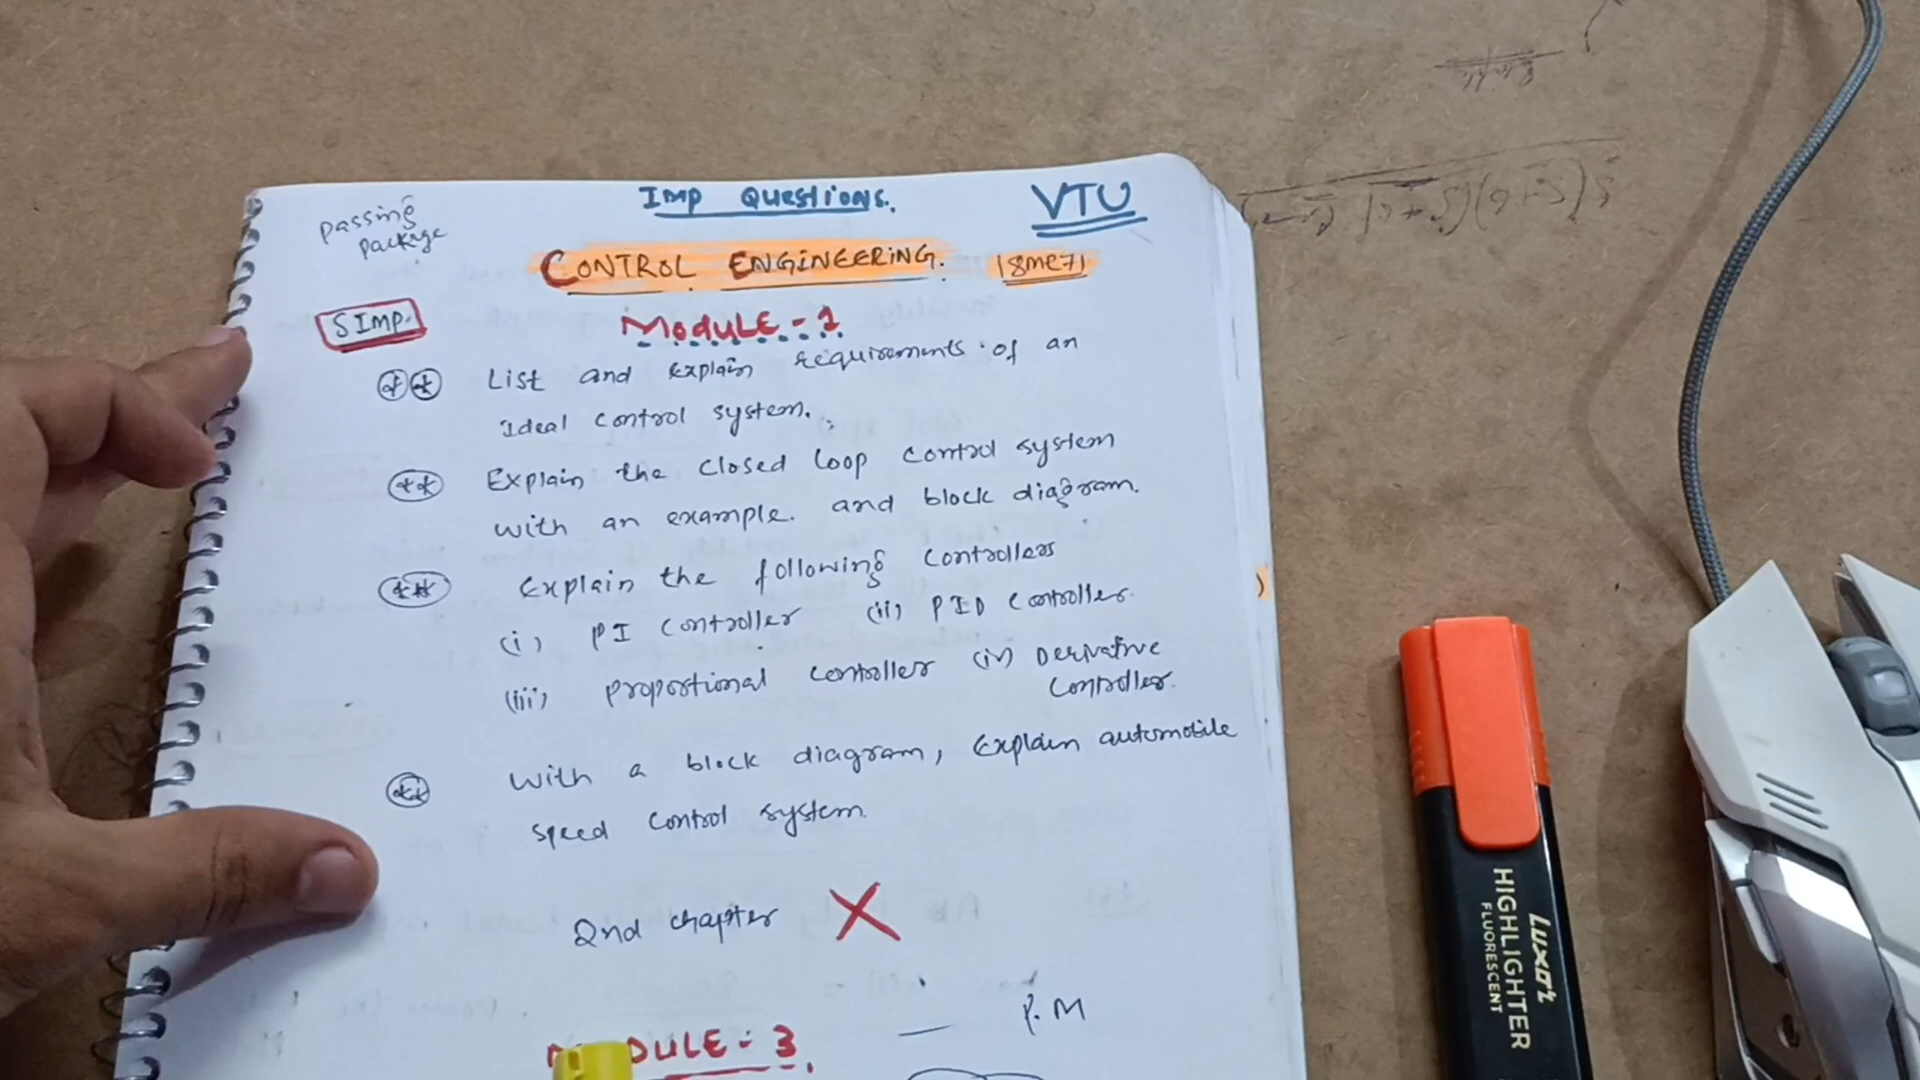 Imp Questions.
VTU
passing
package
CONTROL ENGINEERING. 18ME71
SIMP.
Module - 1
List and explain requirements of an
Ideal control system.
Explain the closed loop control system
with an example. and block diagram.
Explain the following controllers
(i) PI controller (ii) PID controller.
(iii) proportional controller (iv) Derivative
controller.
With a block diagram, explain automobile
speed control system.
2nd chapter X
P.M
MODULE - 3
Luxor
HIGHLIGHTER
FLUORESCENT